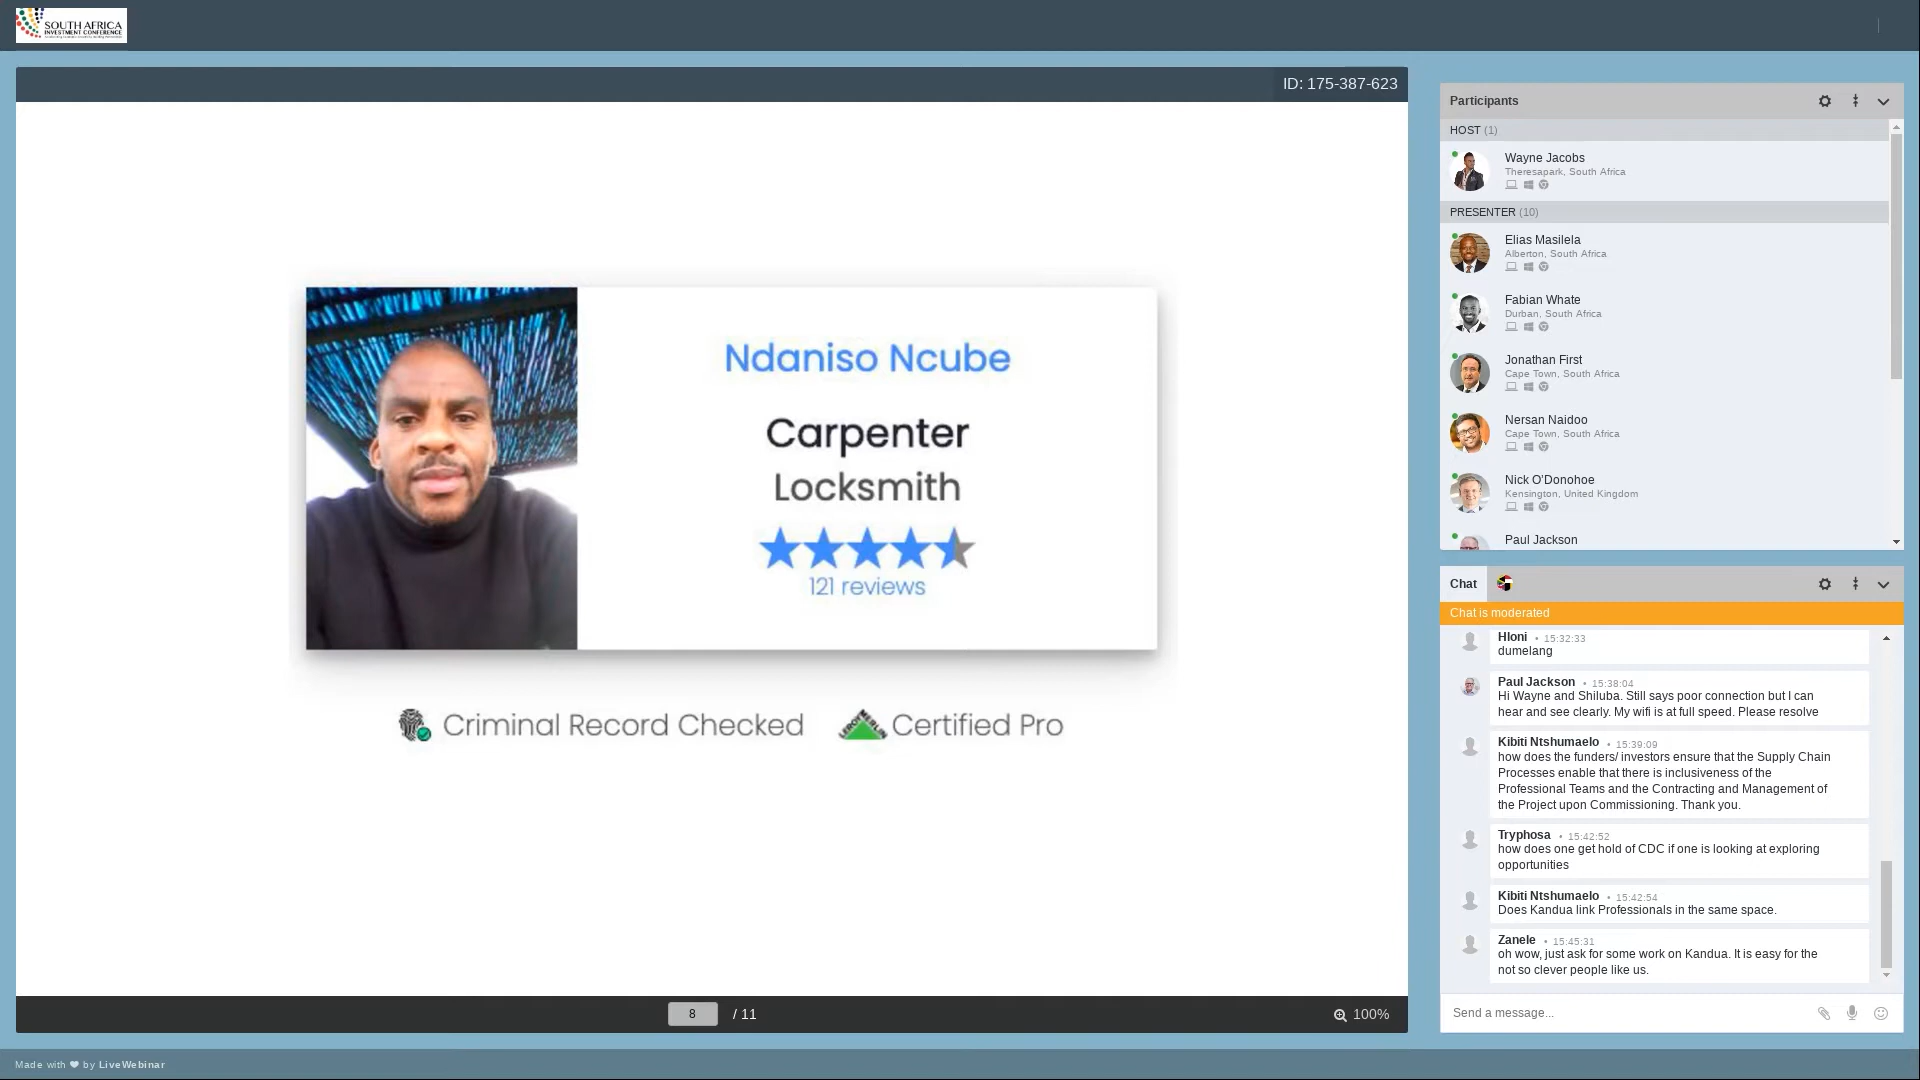 SOUTH AFRICA
INVESTMENT CONFERENCE
ID: 175-387-623
Ndaniso Ncube
Carpenter
Locksmith
121 reviews
Criminal Record Checked
LEROY MERLIN
Certified Pro
8 / 11
100%
Made with by LiveWebinar
Participants
HOST (1)
Wayne Jacobs
Theresapark, South Africa
PRESENTER (10)
Elias Masilela
Alberton, South Africa
Fabian Whate
Durban, South Africa
Jonathan First
Cape Town, South Africa
Nersan Naidoo
Cape Town, South Africa
Nick O'Donohoe
Kensington, United Kingdom
Paul Jackson
Chat
Chat is moderated
Hloni • 15:32:33
dumelang
Paul Jackson • 15:38:04
Hi Wayne and Shiluba. Still says poor connection but I can
hear and see clearly. My wifi is at full speed. Please resolve
Kibiti Ntshumaelo • 15:39:09
how does the funders/ investors ensure that the Supply Chain
Processes enable that there is inclusiveness of the
Professional Teams and the Contracting and Management of
the Project upon Commissioning. Thank you.
Tryphosa • 15:42:52
how does one get hold of CDC if one is looking at exploring
opportunities
Kibiti Ntshumaelo • 15:42:54
Does Kandua link Professionals in the same space.
Zanele • 15:45:31
oh wow, just ask for some work on Kandua. It is easy for the
not so clever people like us.
Send a message...